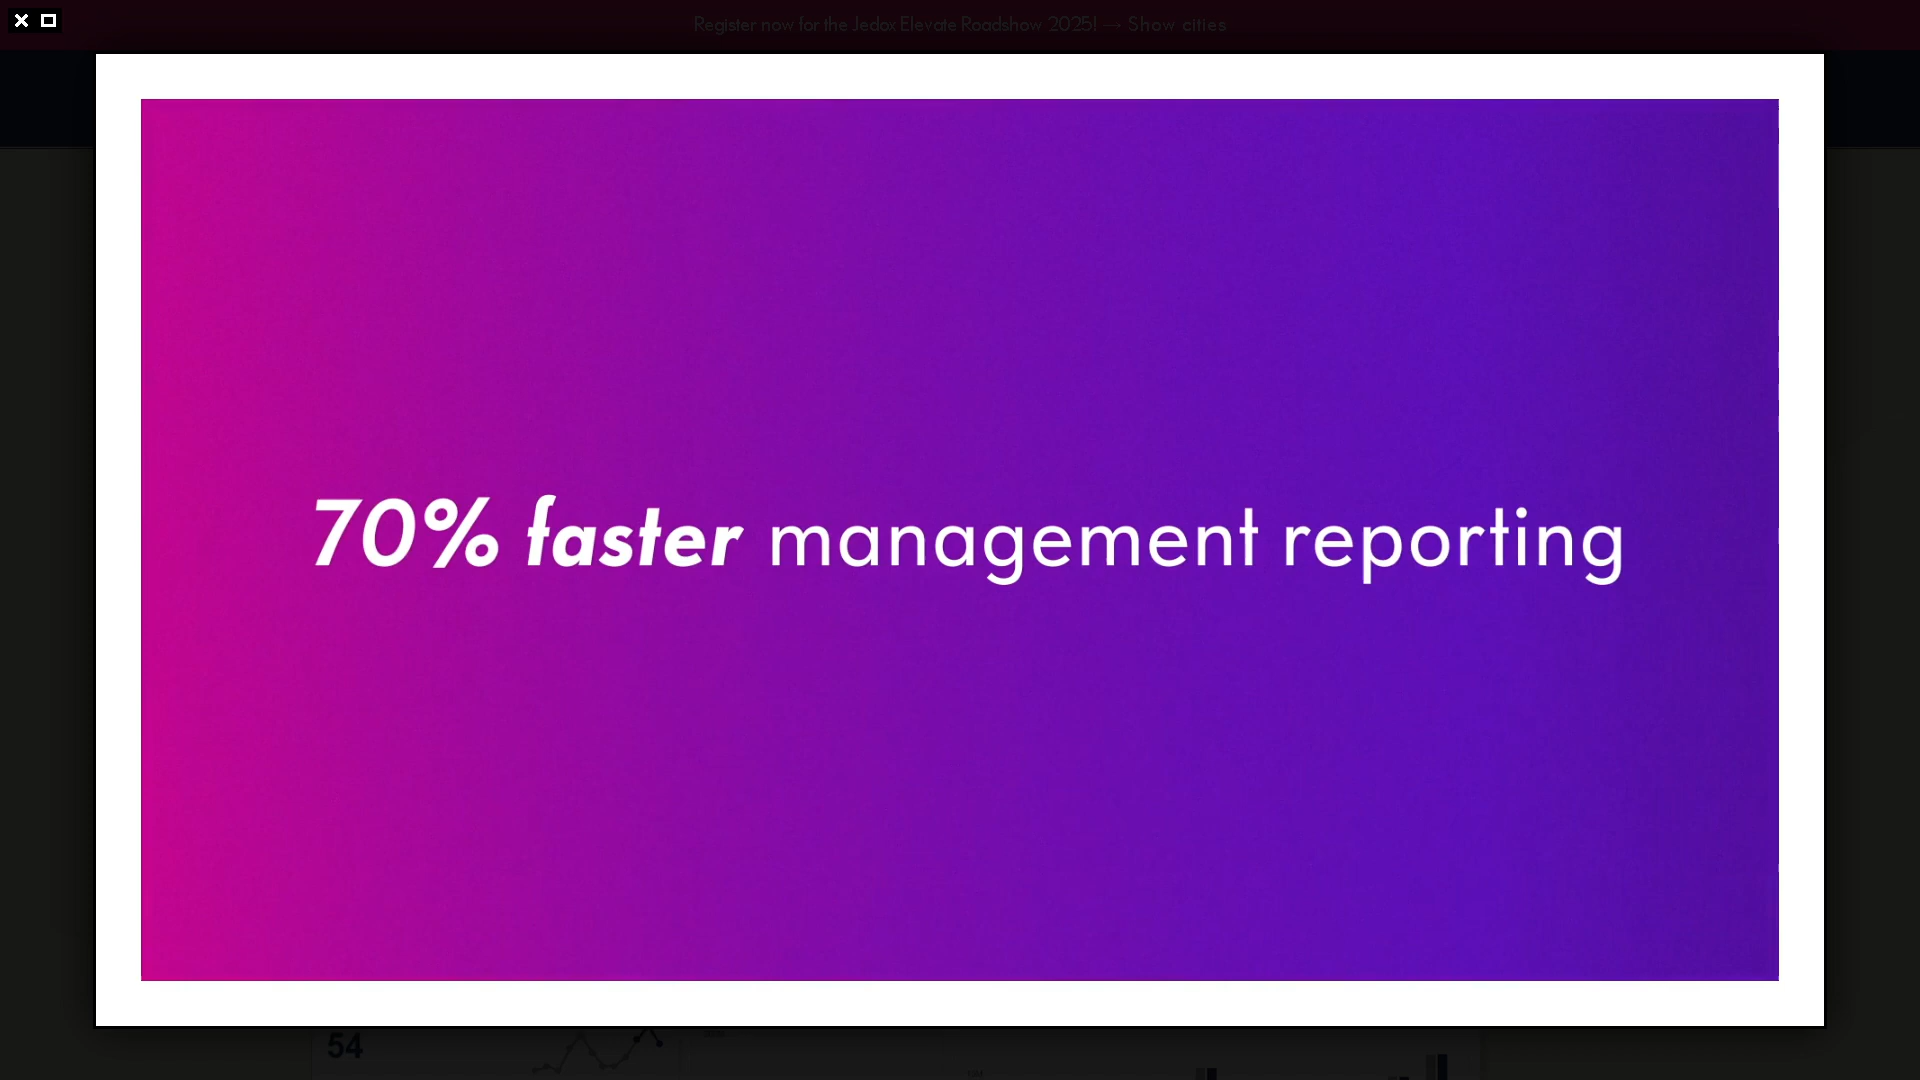 Register now for the Jedox Elevate Roadshow 2025! → Show cities
70% faster management reporting
54